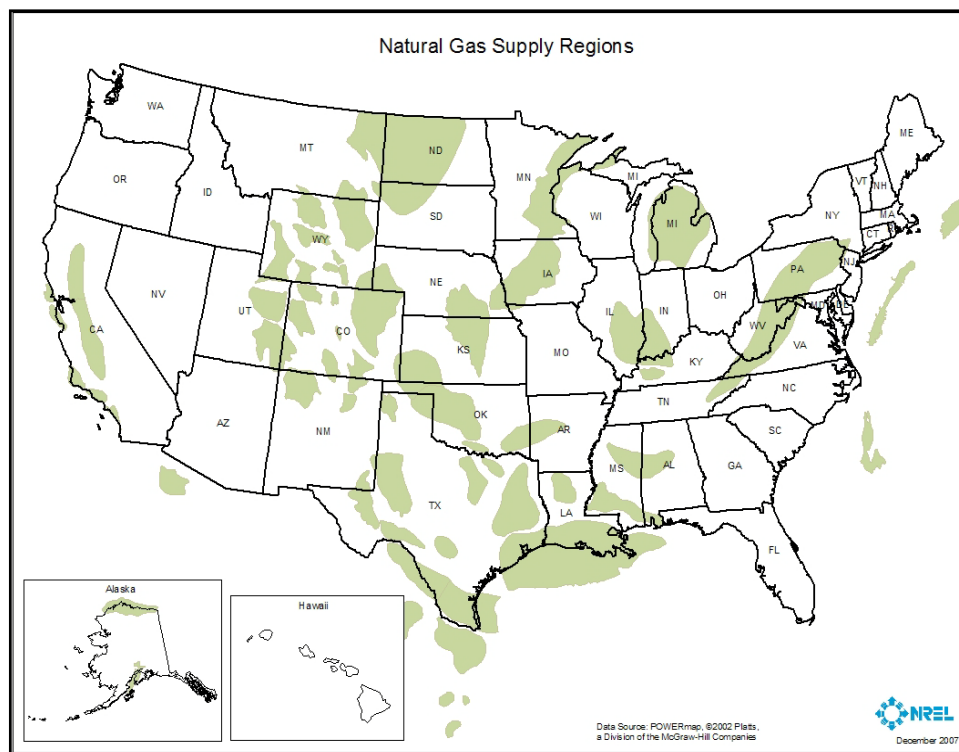 Natural Gas Supply Regions
WA
MT
ND
MN
ME
OR
ID
SD
WI
MI
MI
VT
NH
NY
MA
CT
WY
NE
IA
PA
NJ
NV
UT
CO
IL
IN
OH
MD
DE
CA
KS
MO
WV
VA
KY
NC
TN
AZ
NM
OK
AR
SC
MS
AL
GA
TX
LA
FL
Alaska
Hawaii
Data Source: POWERmap, ©2002 Platts,
a Division of the McGraw-Hill Companies
NREL
December 2007